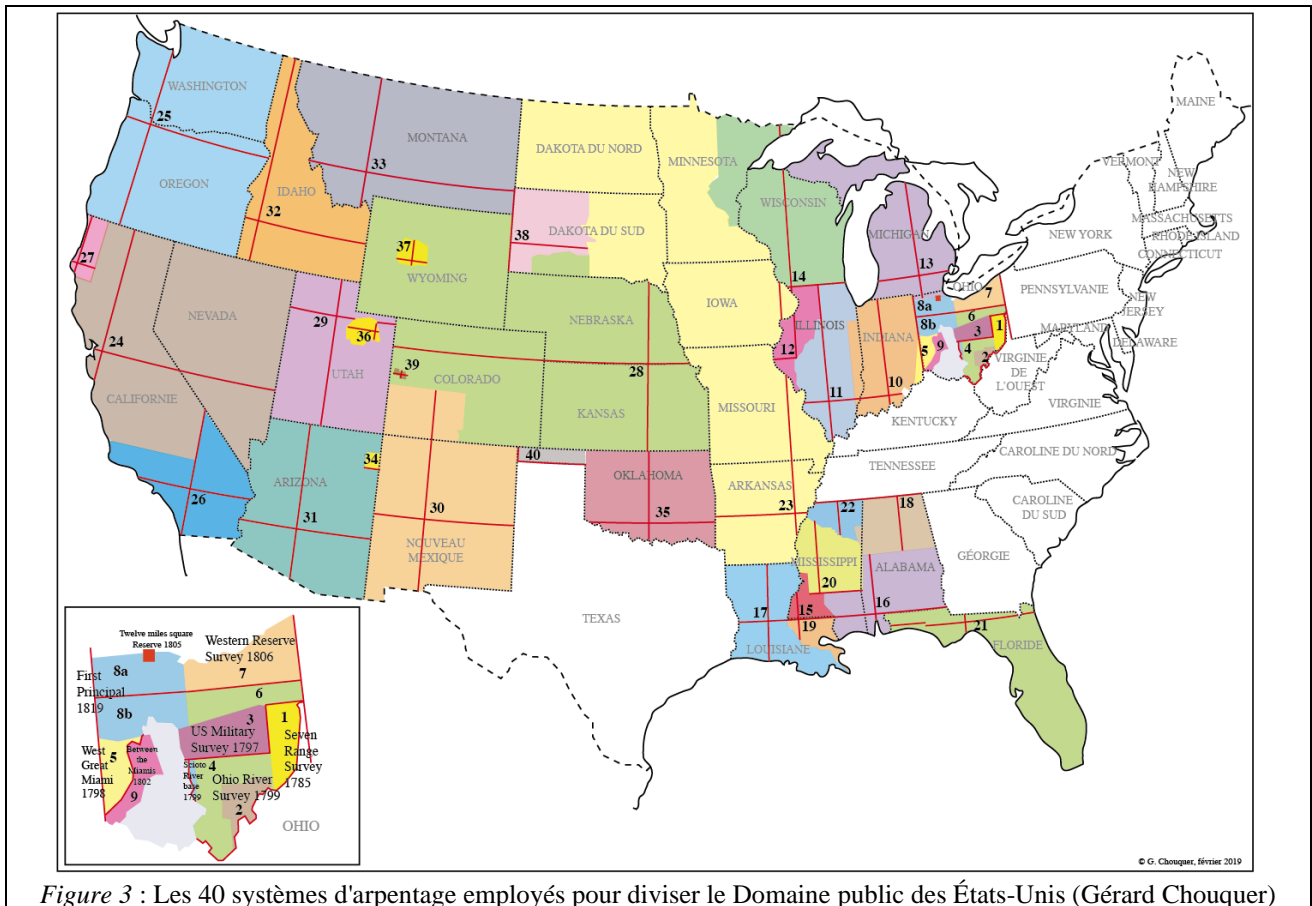 WASHINGTON
25
OREGON
IDAHO
32
MONTANA
33
DAKOTA DU NORD
MINNESOTA
DAKOTA DU SUD
38
WYOMING
37
27
NEVADA
24
CALIFORNIE
26
29
36
UTAH
39
COLORADO
NEBRASKA
28
KANSAS
IOWA
MISSOURI
WISCONSIN
14
MICHIGAN
13
ILLINOIS
12
11
INDIANA
10
OHIO
7
8a
6
8b
3
1
5
9
4
2
MAINE
VERMONT
NEW
HAMPSHIRE
MASSACHUSETTS
RHODE ISLAND
CONNECTICUT
NEW YORK
PENNSYLVANIE
NEW
JERSEY
MARYLAND
DELAWARE
VIRGINIE
DE
L'OUEST
VIRGINIE
KENTUCKY
TENNESSEE
CAROLINE DU NORD
CAROLINE
DU SUD
GÉORGIE
ARIZONA
31
34
30
NOUVEAU
MEXIQUE
40
OKLAHOMA
35
ARKANSAS
23
22
18
MISSISSIPPI
20
ALABAMA
16
TEXAS
17
15
19
LOUISIANE
21
FLORIDE
Twelve miles square
Reserve 1805
Western Reserve
Survey 1806
7
8a
First
Principal
1819
6
8b
3
1
US Military
Survey 1797
Seven
Range
Survey
1785
West
Great
Miami
1798
5
Between
the
Miamis
1802
9
Scioto
River
base
1799
4
Ohio River
Survey 1799
2
OHIO
© G. Chouquer, février 2019
Figure 3 : Les 40 systèmes d'arpentage employés pour diviser le Domaine public des États-Unis (Gérard Chouquer)